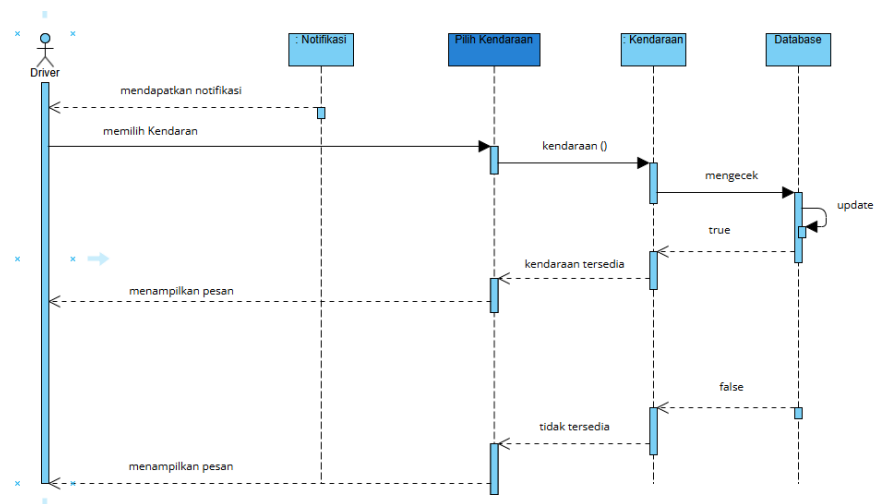 : Notifikasi
Pilih Kendaraan
: Kendaraan
Database
Driver
mendapatkan notifikasi
memilih Kendaran
kendaraan ()
mengecek
update
true
kendaraan tersedia
menampilkan pesan
false
tidak tersedia
menampilkan pesan